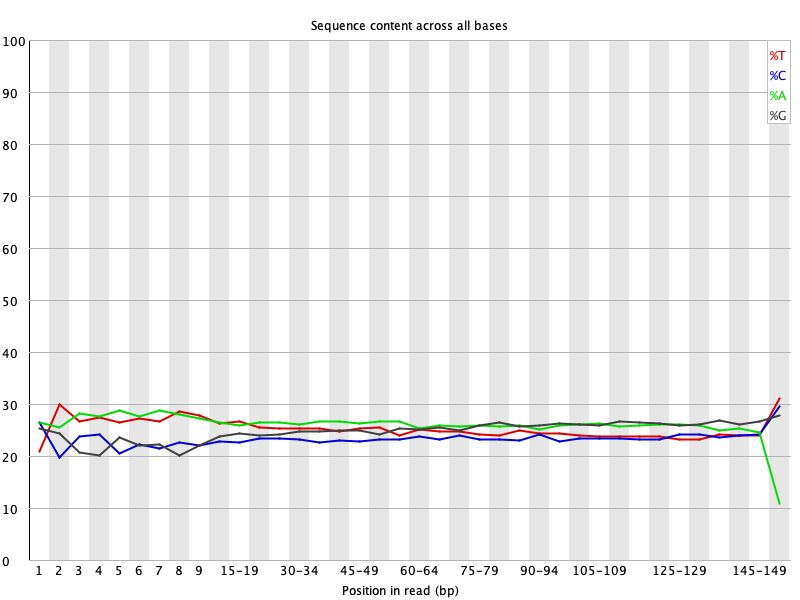 Sequence content across all bases
100
90
80
70
60
50
40
30
20
10
0
%T
%C
%A
%G
1 2 3 4 5 6 7 8 9 15-19 30-34 45-49 60-64 75-79 90-94 105-109 125-129 145-149
Position in read (bp)